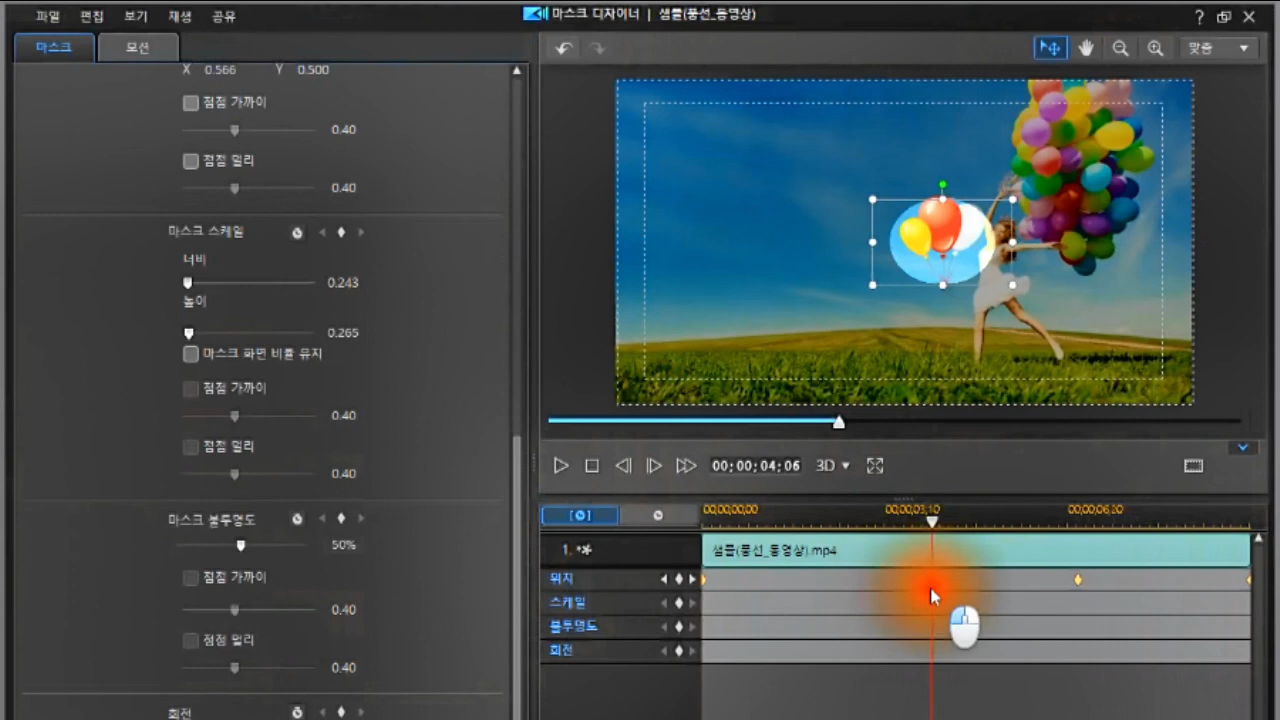 파일 편집 보기 재생 공유
마스크 디자이너 | 샘플(풍선_동영상)
마스크 모션
맞춤
X 0.566 Y 0.500
점점 가까이
0.40
점점 멀리
0.40
마스크 스케일
너비
0.243
높이
0.265
마스크 화면 비율 유지
점점 가까이
0.40
점점 멀리
0.40
마스크 불투명도
50%
점점 가까이
0.40
점점 멀리
0.40
회전
00;00;04;06 3D
00;00;00;00 00;00;03;10 00;00;06;20
1. 샘플(풍선_동영상).mp4
위치
스케일
불투명도
회전